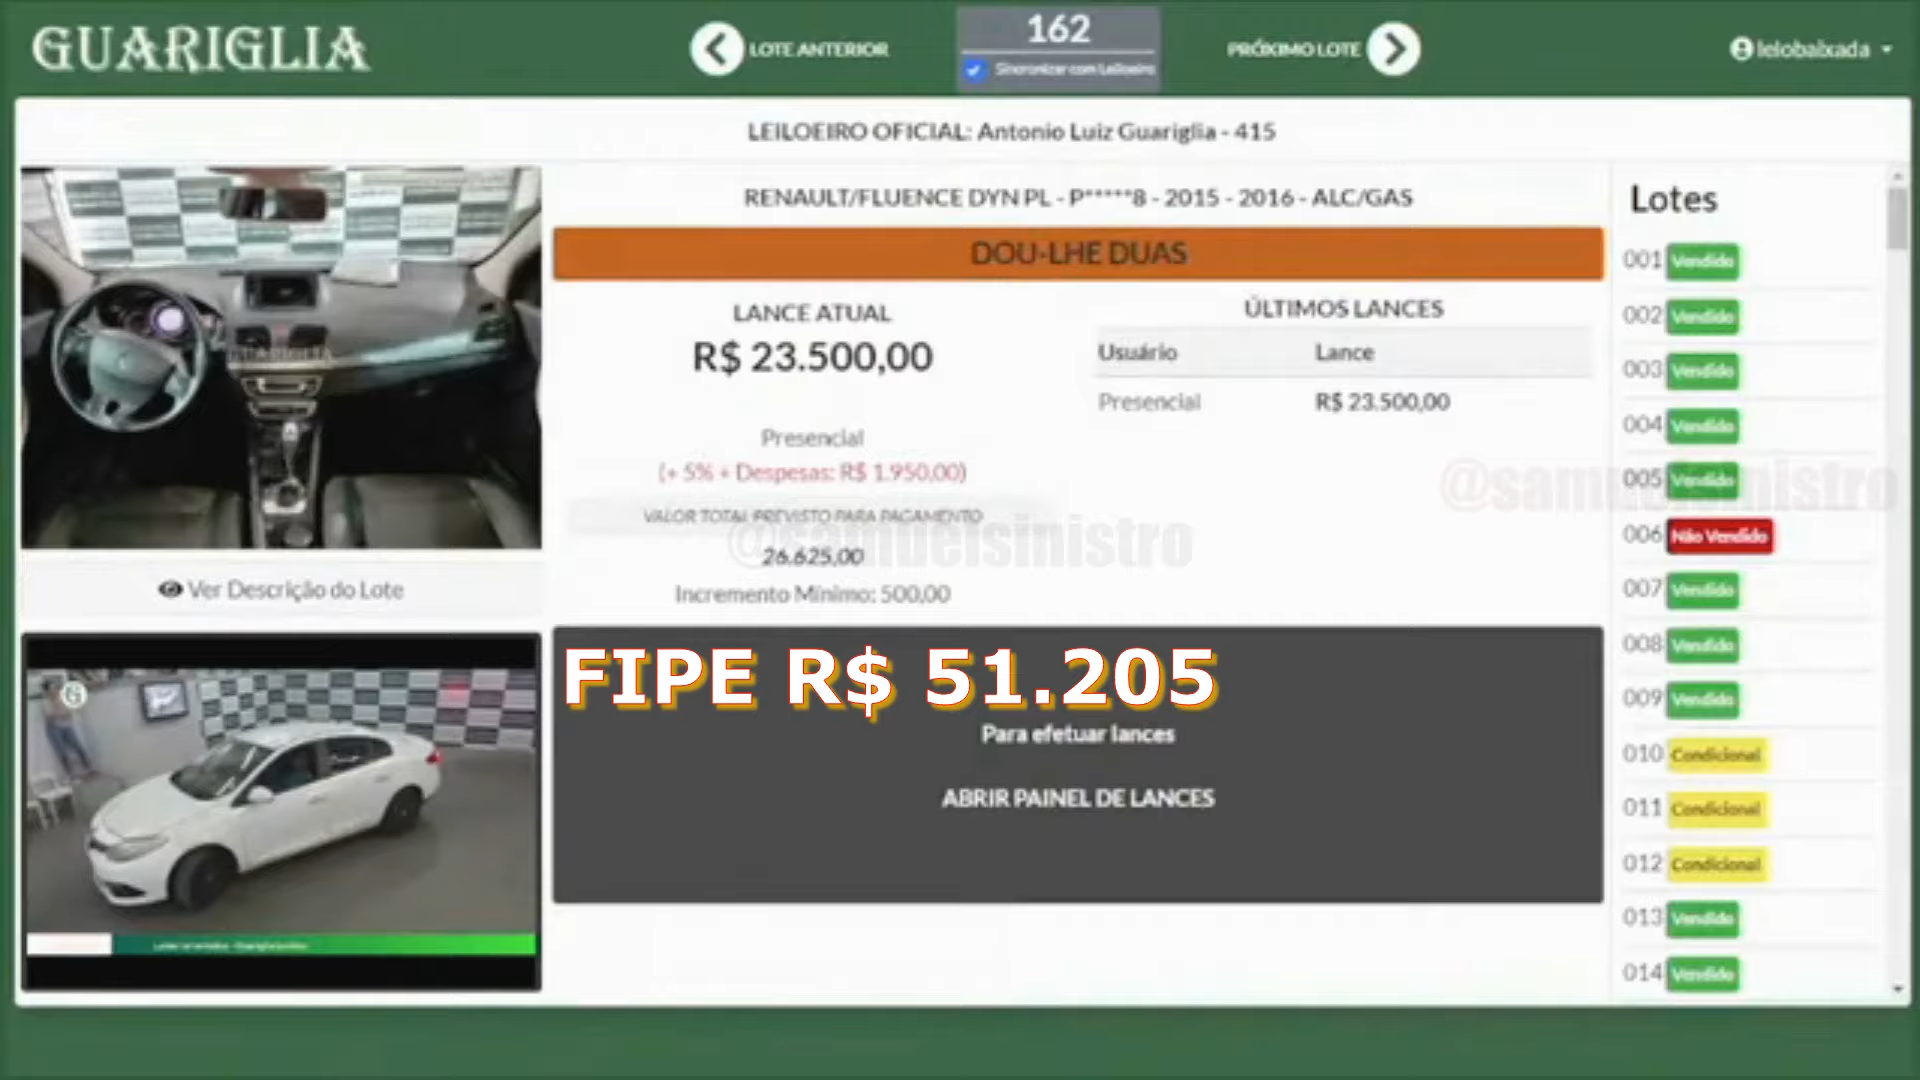 GUARIGLIA
LOTE ANTERIOR
162
Sincronizar com Leiloeiro
PRÓXIMO LOTE
lelobaixada
LEILOEIRO OFICIAL: Antonio Luiz Guariglia - 415
RENAULT/FLUENCE DYN PL - P*****8 - 2015 - 2016 - ALC/GAS
DOU-LHE DUAS
LANCE ATUAL
R$ 23.500,00
Presencial
(+ 5% + Despesas: R$ 1.950,00)
VALOR TOTAL PREVISTO PARA PAGAMENTO
26.625,00
Incremento Mínimo: 500,00
ÚLTIMOS LANCES
Usuário Lance
Presencial R$ 23.500,00
@samuelsinistro
@samuelsinistro
Ver Descrição do Lote
FIPE R$ 51.205
Para efetuar lances
ABRIR PAINEL DE LANCES
Lotes
001 Vendido
002 Vendido
003 Vendido
004 Vendido
005 Vendido
006 Não Vendido
007 Vendido
008 Vendido
009 Vendido
010 Condicional
011 Condicional
012 Condicional
013 Vendido
014 Vendido